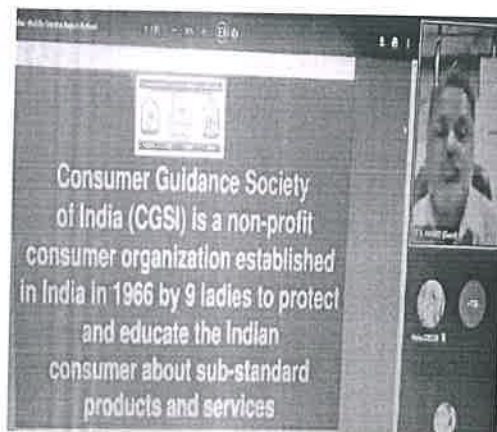 Consumer Guidance Society
of India (CGSI) is a non-profit
consumer organization established
in India in 1966 by 9 ladies to protect
and educate the Indian
consumer about sub-standard
products and services